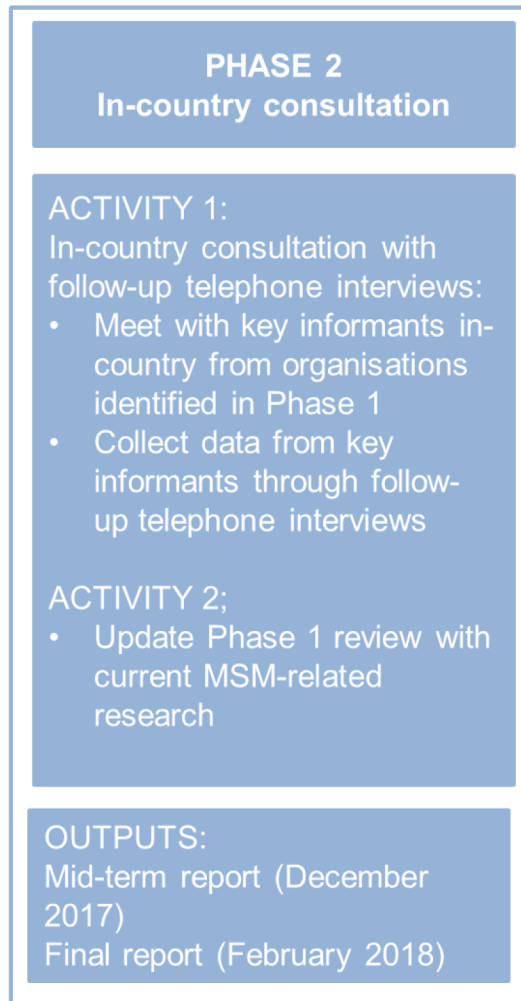 PHASE 2
In-country consultation
ACTIVITY 1:
In-country consultation with
follow-up telephone interviews:
• Meet with key informants in-
country from organisations
identified in Phase 1
• Collect data from key
informants through follow-
up telephone interviews
ACTIVITY 2;
• Update Phase 1 review with
current MSM-related
research
OUTPUTS:
Mid-term report (December
2017)
Final report (February 2018)